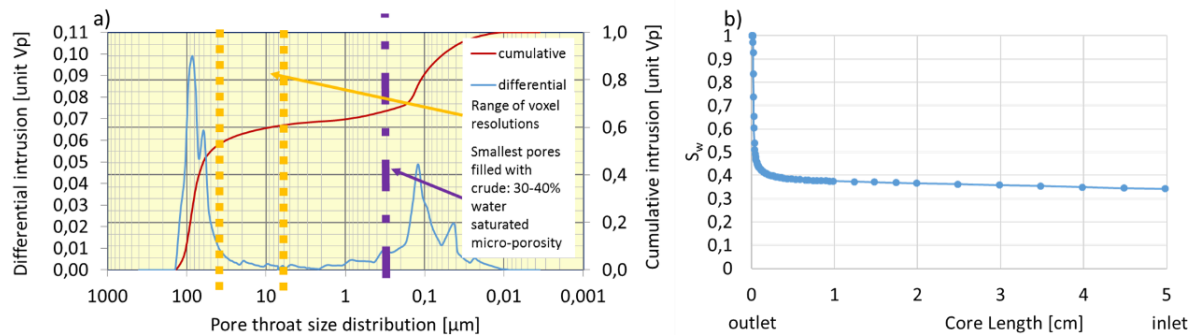 a)
Differential intrusion [unit Vp]
0,11
0,10
0,09
0,08
0,07
0,06
0,05
0,04
0,03
0,02
0,01
0,00
1000 100 10 1 0,1 0,01 0,001
Pore throat size distribution [µm]
cumulative
differential
Range of voxel
resolutions
Smallest pores
filled with
crude: 30-40%
water
saturated
micro-porosity
1,0
0,8
0,6
0,4
0,2
0,0
Cumulative intrusion [unit Vp]
b)
Sw
0
0,1
0,2
0,3
0,4
0,5
0,6
0,7
0,8
0,9
1
0 1 2 3 4 5
outlet Core Length [cm] inlet